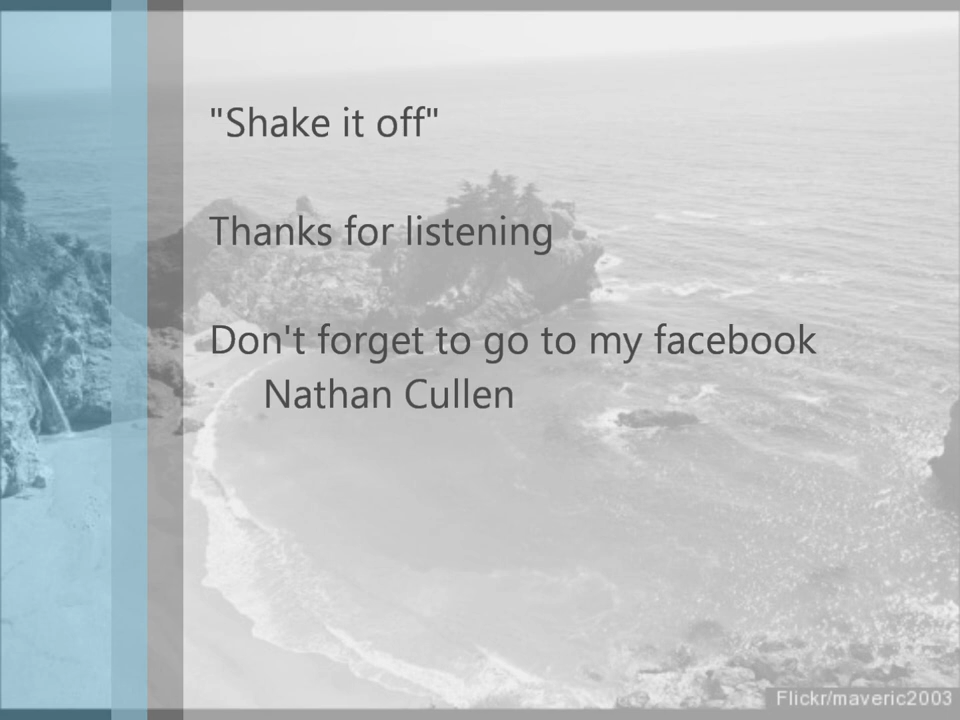 "Shake it off"
Thanks for listening
Don't forget to go to my facebook
Nathan Cullen
Flickr/maveric2003